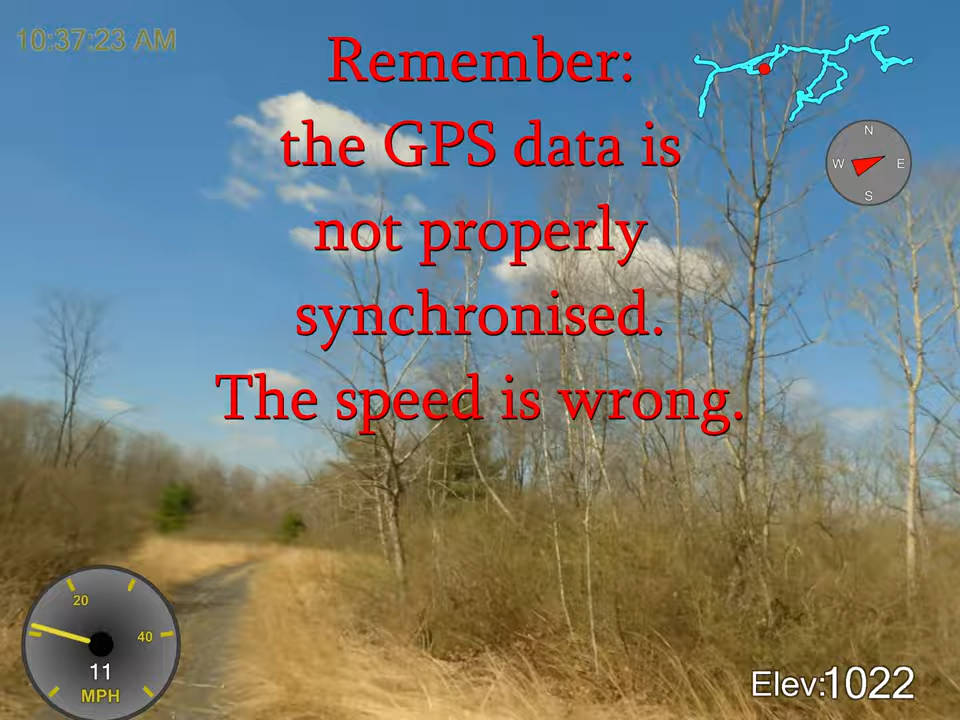 10:37:23 AM
Remember:
the GPS data is
not properly
synchronised.
The speed is wrong.
N
W E
S
20
40
11
MPH
Elev:1022